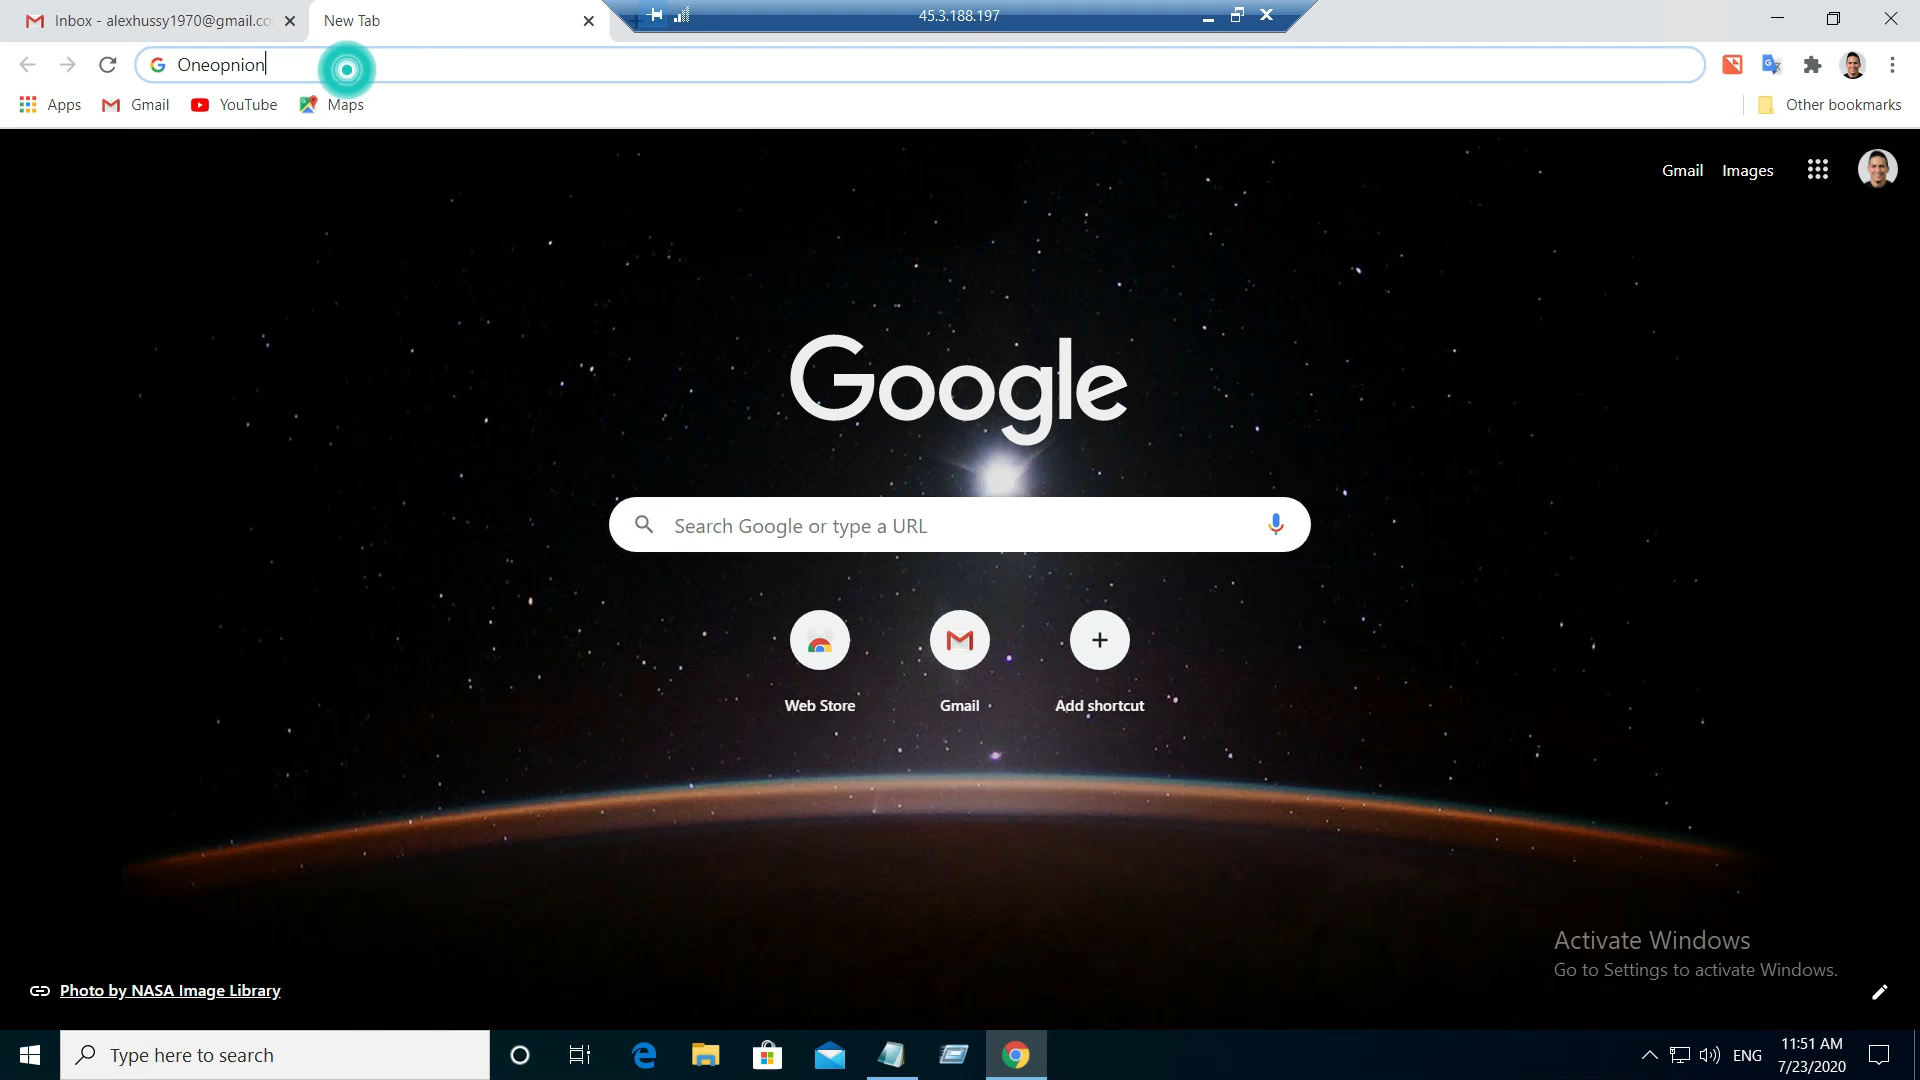 Inbox - alexhussy1970@gmail.co
New Tab
45.3.188.197
Oneopnion
Apps
Gmail
YouTube
Maps
Other bookmarks
Gmail
Images
Google
Search Google or type a URL
Web Store
Gmail
Add shortcut
Activate Windows
Go to Settings to activate Windows.
Photo by NASA Image Library
Type here to search
ENG
11:51 AM
7/23/2020